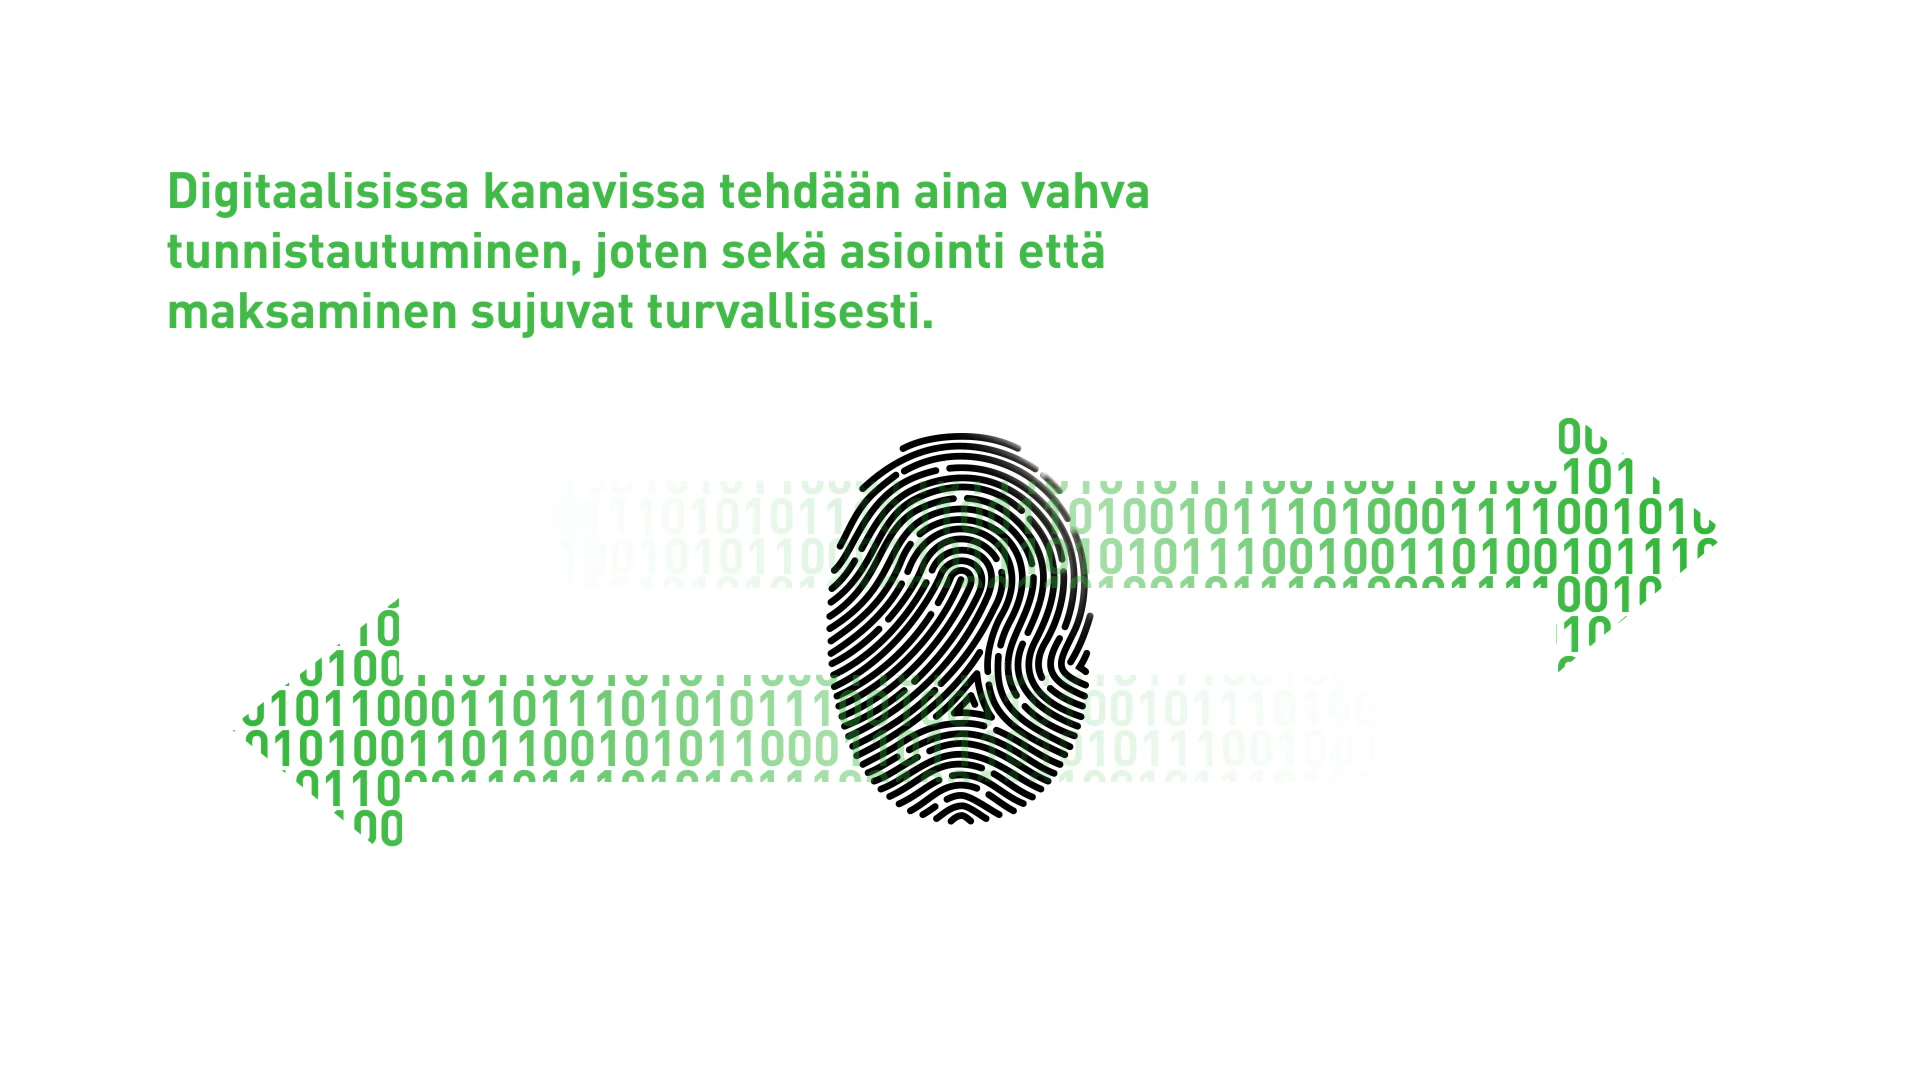 Digitaalisissa kanavissa tehdään aina vahva
tunnistautuminen, joten sekä asiointi että
maksaminen sujuvat turvallisesti.